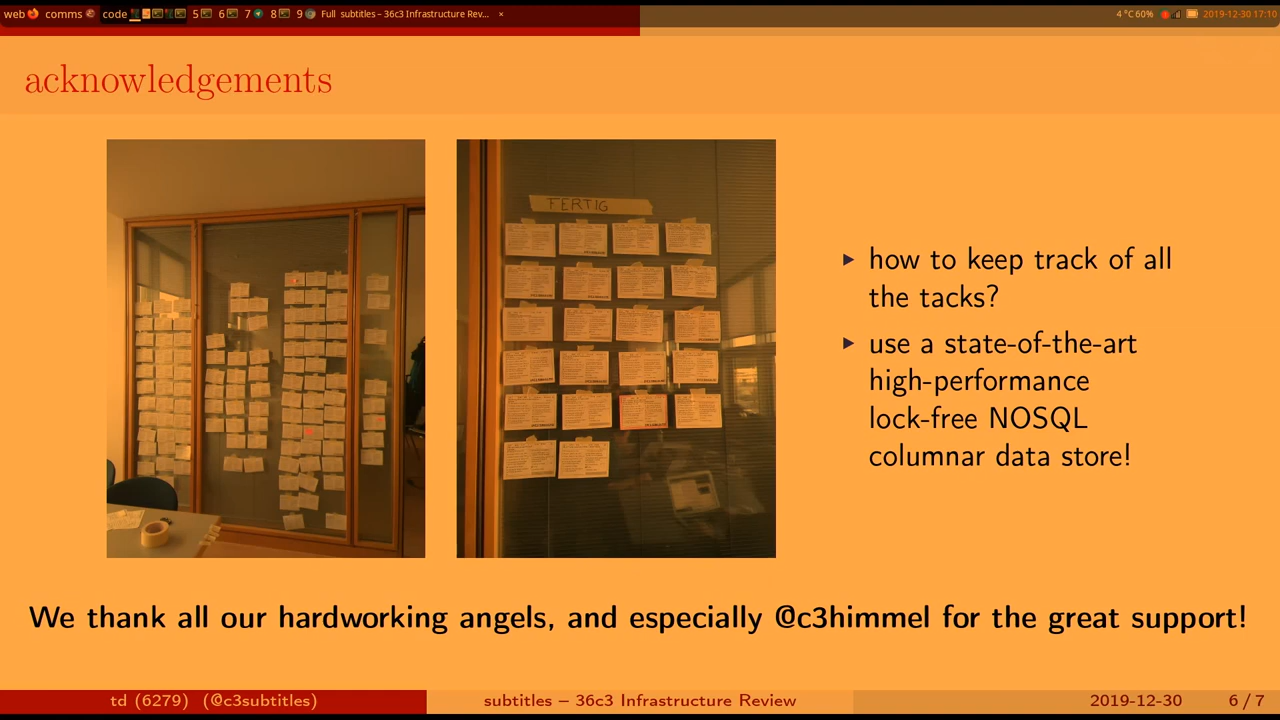 web comms code 5 6 7 8 9 Full subtitles – 36c3 Infrastructure Rev... × 4 °C 60% 2019-12-30 17:10
acknowledgements
FERTIG
▸ how to keep track of all
the tacks?
▸ use a state-of-the-art
high-performance
lock-free NOSQL
columnar data store!
We thank all our hardworking angels, and especially @c3himmel for the great support!
td (6279) (@c3subtitles) subtitles – 36c3 Infrastructure Review 2019-12-30 6 / 7